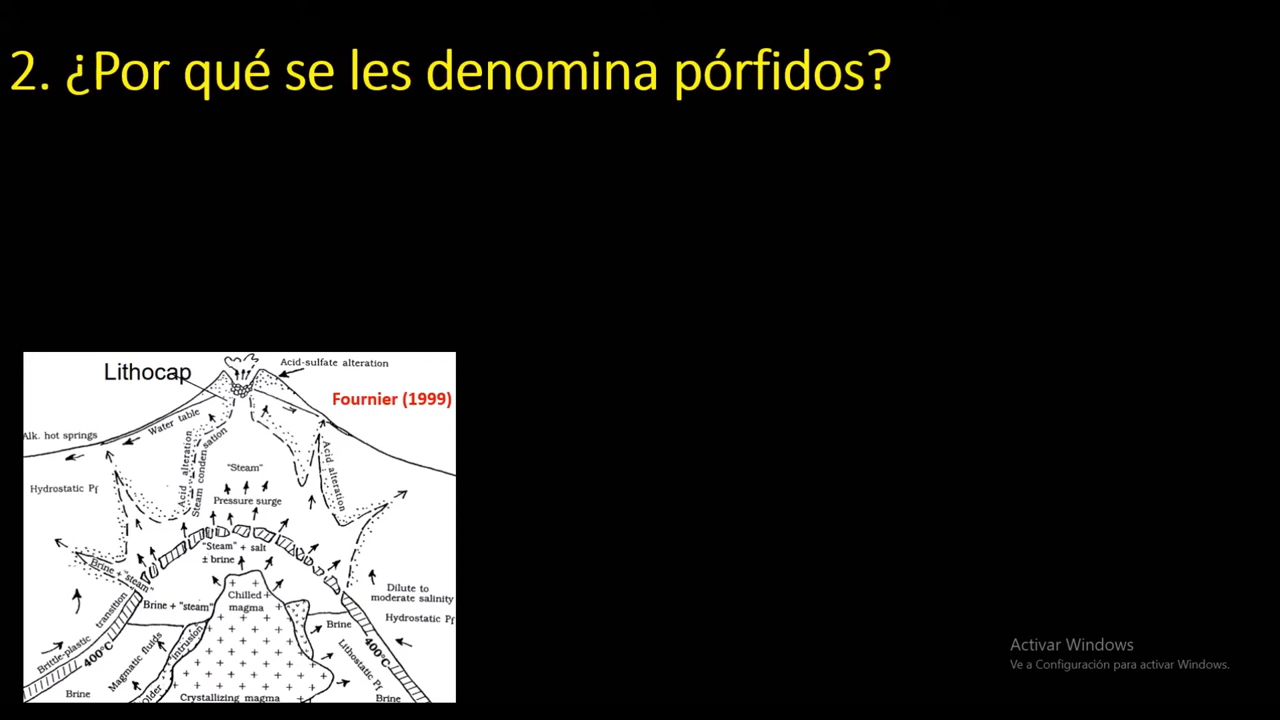 2. ¿Por qué se les denomina pórfidos?
Lithocap
Acid-sulfate alteration
Fournier (1999)
Water table
Alk. hot springs
Acid alteration
Steam condensation
Acid alteration
"Steam"
Hydrostatic Pf
Pressure surge
"Steam" + salt
± brine
Brine + "steam"
Dilute to
moderate salinity
Chilled
magma
Brine + "steam"
Hydrostatic Pf
Brittle-plastic transition
400°C
Magmatic fluids
Older intrusion
Brine
Lithostatic Pf
400°C
Brine
Crystallizing magma
Brine
Activar Windows
Ve a Configuración para activar Windows.